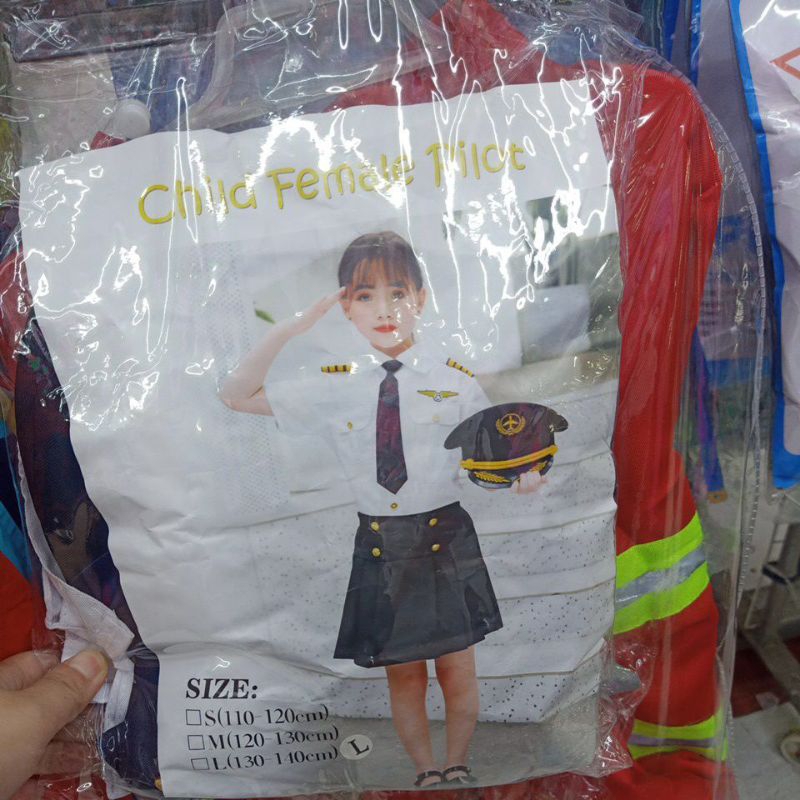 Child Female Pilot
SIZE:
S(110-120cm)
M(120-130cm)
L(130-140cm)
L